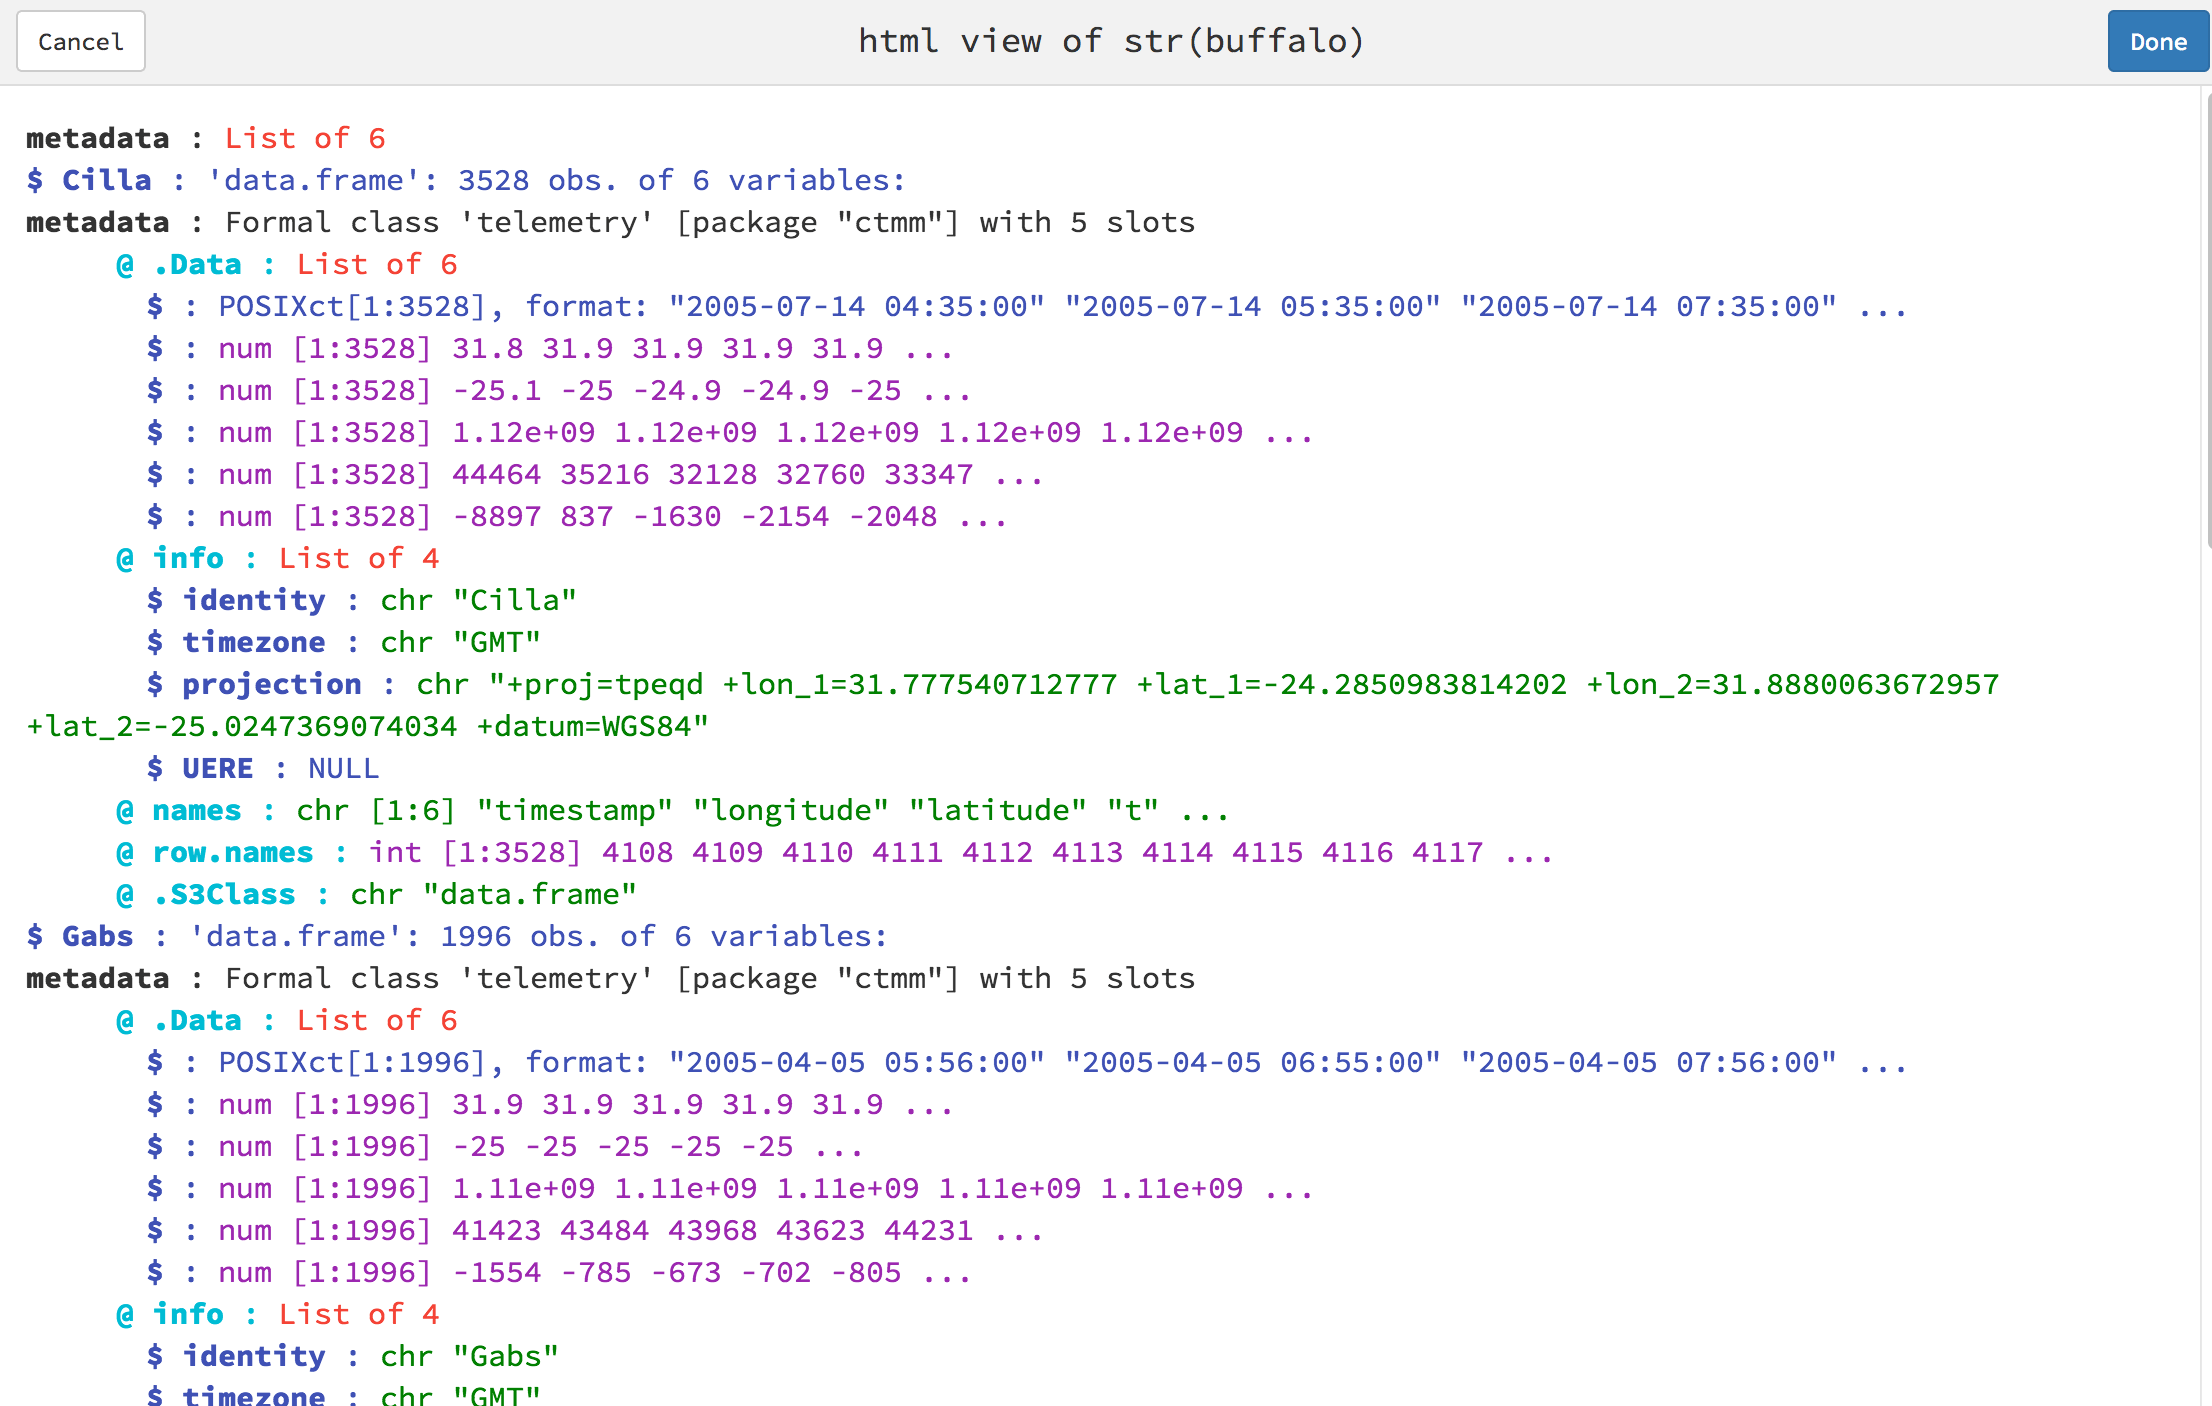 Cancel html view of str(buffalo) Done
metadata : List of 6
$ Cilla : 'data.frame': 3528 obs. of 6 variables:
metadata : Formal class 'telemetry' [package "ctmm"] with 5 slots
@ .Data : List of 6
$ : POSIXct[1:3528], format: "2005-07-14 04:35:00" "2005-07-14 05:35:00" "2005-07-14 07:35:00" ...
$ : num [1:3528] 31.8 31.9 31.9 31.9 31.9 ...
$ : num [1:3528] -25.1 -25 -24.9 -24.9 -25 ...
$ : num [1:3528] 1.12e+09 1.12e+09 1.12e+09 1.12e+09 1.12e+09 ...
$ : num [1:3528] 44464 35216 32128 32760 33347 ...
$ : num [1:3528] -8897 837 -1630 -2154 -2048 ...
@ info : List of 4
$ identity : chr "Cilla"
$ timezone : chr "GMT"
$ projection : chr "+proj=tpeqd +lon_1=31.777540712777 +lat_1=-24.2850983814202 +lon_2=31.8880063672957
+lat_2=-25.0247369074034 +datum=WGS84"
$ UERE : NULL
@ names : chr [1:6] "timestamp" "longitude" "latitude" "t" ...
@ row.names : int [1:3528] 4108 4109 4110 4111 4112 4113 4114 4115 4116 4117 ...
@ .S3Class : chr "data.frame"
$ Gabs : 'data.frame': 1996 obs. of 6 variables:
metadata : Formal class 'telemetry' [package "ctmm"] with 5 slots
@ .Data : List of 6
$ : POSIXct[1:1996], format: "2005-04-05 05:56:00" "2005-04-05 06:55:00" "2005-04-05 07:56:00" ...
$ : num [1:1996] 31.9 31.9 31.9 31.9 31.9 ...
$ : num [1:1996] -25 -25 -25 -25 -25 ...
$ : num [1:1996] 1.11e+09 1.11e+09 1.11e+09 1.11e+09 1.11e+09 ...
$ : num [1:1996] 41423 43484 43968 43623 44231 ...
$ : num [1:1996] -1554 -785 -673 -702 -805 ...
@ info : List of 4
$ identity : chr "Gabs"
$ timezone : chr "GMT"